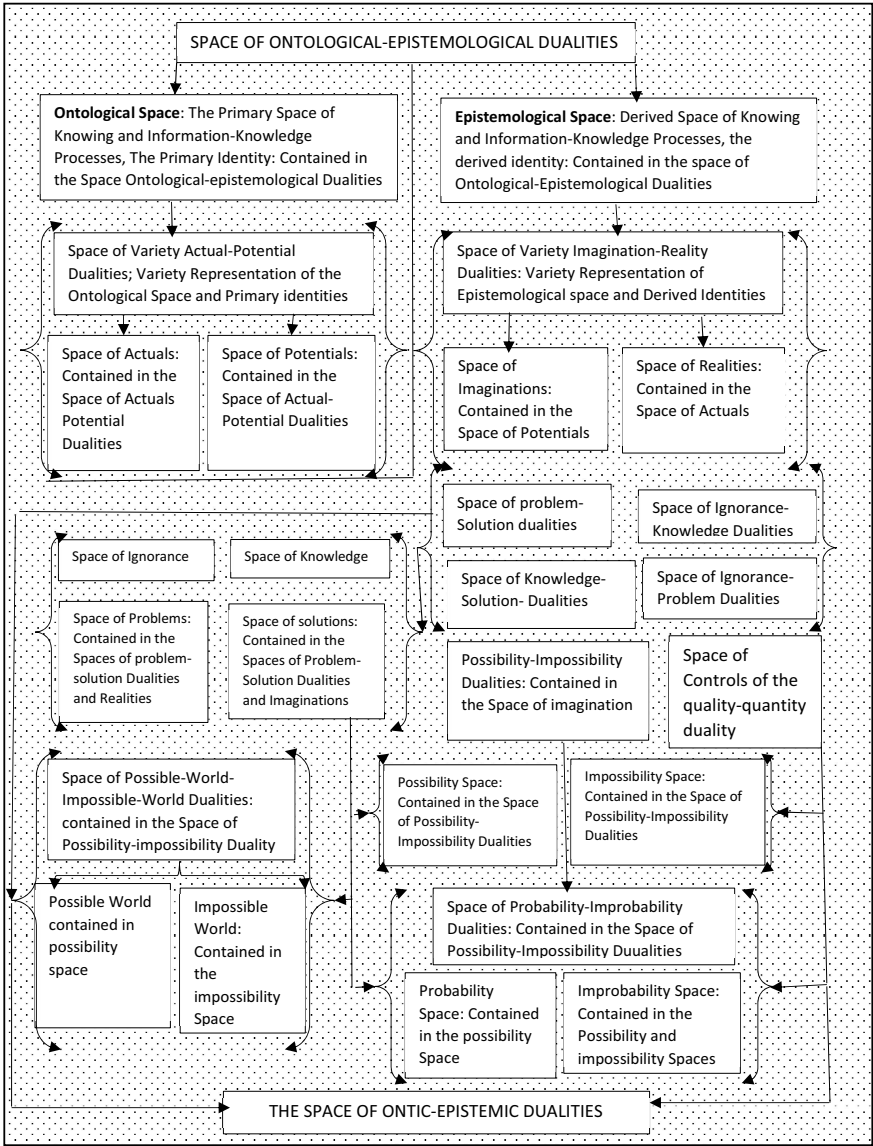 SPACE OF ONTOLOGICAL-EPISTEMOLOGICAL DUALITIES
Ontological Space: The Primary Space of
Knowing and Information-Knowledge
Processes, The Primary Identity: Contained in
the Space Ontological-epistemological Dualities
Epistemological Space: Derived Space of Knowing
and Information-Knowledge Processes, the
derived identity: Contained in the space of
Ontological-Epistemological Dualities
Space of Variety Actual-Potential
Dualities; Variety Representation of the
Ontological Space and Primary identities
Space of Variety Imagination-Reality
Dualities: Variety Representation of
Epistemological space and Derived Identities
Space of Actuals:
Contained in the
Space of Actuals
Potential
Dualities
Space of Potentials:
Contained in the
Space of Actual-
Potential Dualities
Space of
Imaginations:
Contained in the
Space of Potentials
Space of Realities:
Contained in the
Space of Actuals
Space of problem-
Solution dualities
Space of Ignorance-
Knowledge Dualities
Space of Ignorance
Space of Knowledge
Space of Knowledge-
Solution- Dualities
Space of Ignorance-
Problem Dualities
Space of Problems:
Contained in the
Spaces of problem-
solution Dualities
and Realities
Space of solutions:
Contained in the
Spaces of Problem-
Solution Dualities
and Imaginations
Possibility-Impossibility
Dualities: Contained in
the Space of imagination
Space of
Controls of the
quality-quantity
duality
Space of Possible-World-
Impossible-World Dualities:
contained in the Space of
Possibility-impossibility Duality
Possibility Space:
Contained in the Space
of Possibility-
Impossibility Dualities
Impossibility Space:
Contained in the Space of
Possibility-Impossibility
Dualities
Possible World
contained in
possibility
space
Impossible
World:
Contained in
the
impossibility
Space
Space of Probability-Improbability
Dualities: Contained in the Space of
Possibility-Impossibility Duualities
Probability
Space: Contained
in the possibility
Space
Improbability Space:
Contained in the
Possibility and
impossibility Spaces
THE SPACE OF ONTIC-EPISTEMIC DUALITIES